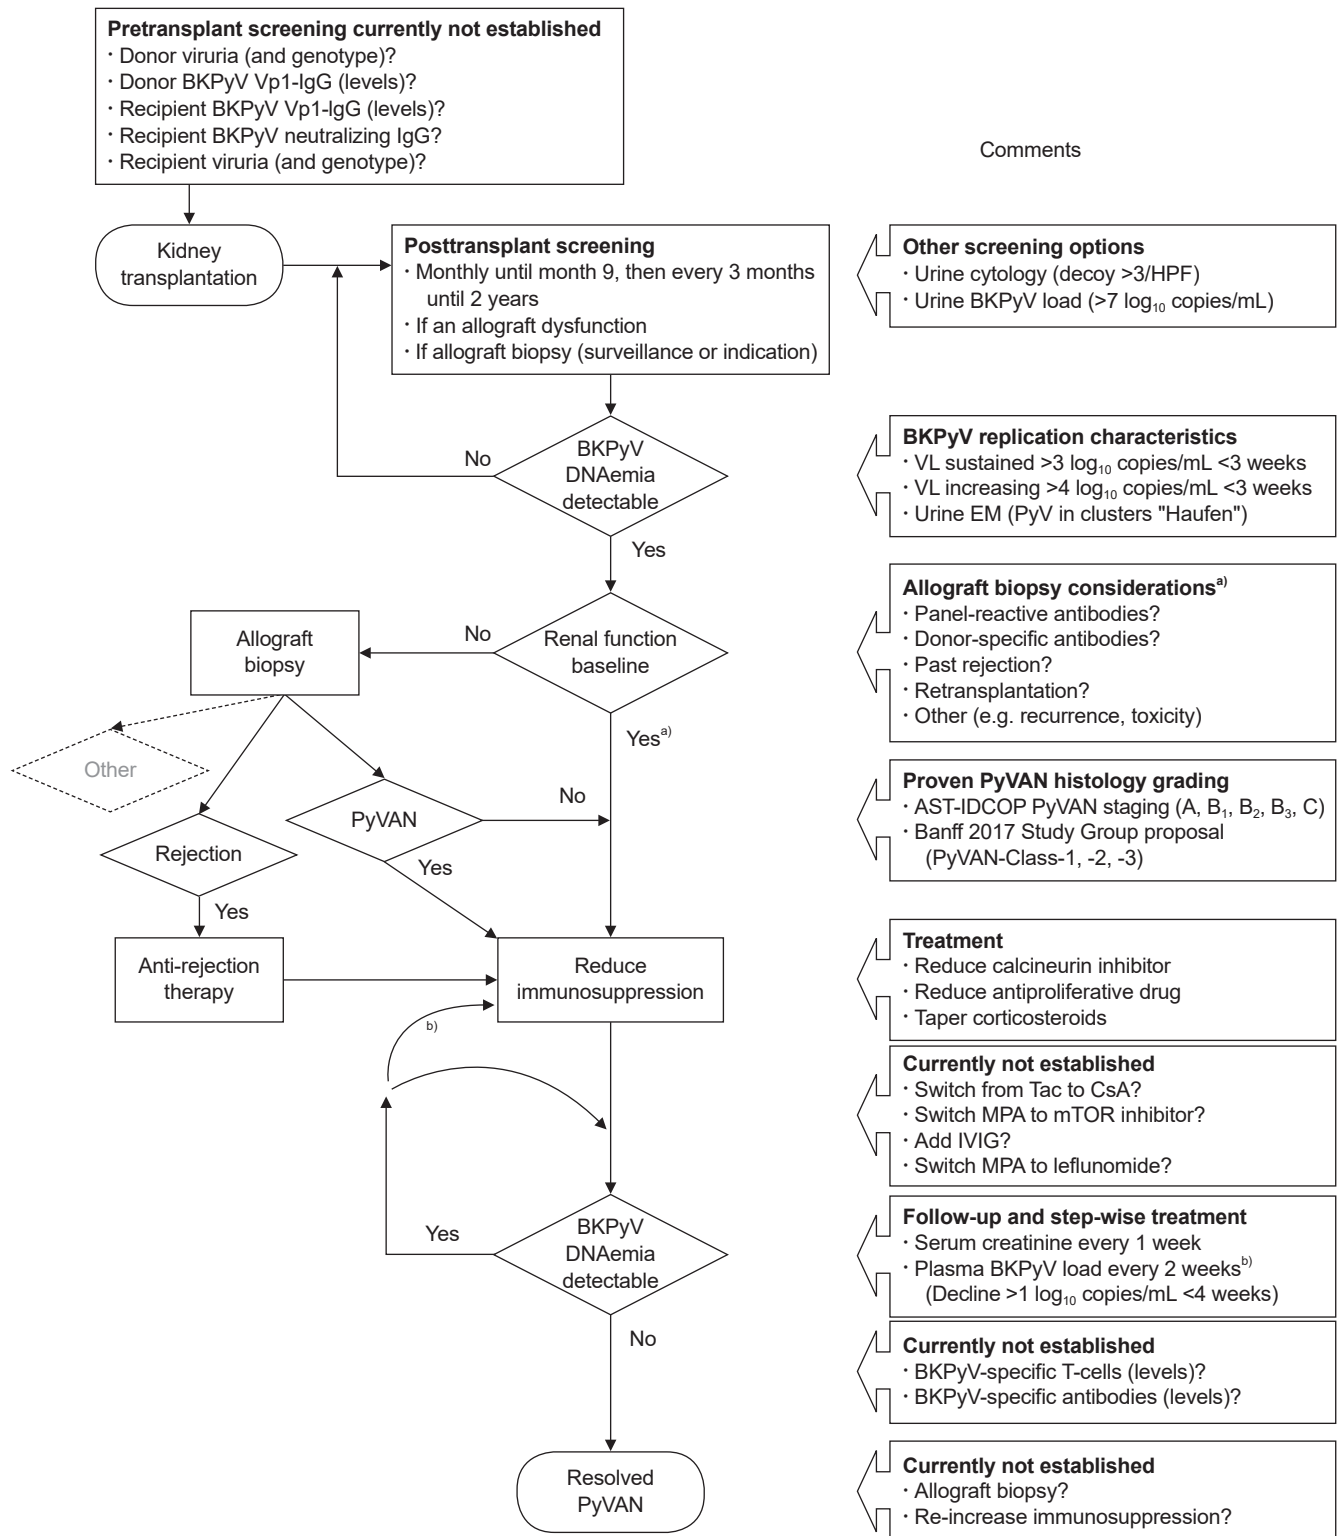 Pretransplant screening currently not established
· Donor viruria (and genotype)?
· Donor BKPyV Vp1-IgG (levels)?
· Recipient BKPyV Vp1-IgG (levels)?
· Recipient BKPyV neutralizing IgG?
· Recipient viruria (and genotype)?
Comments
Kidney
transplantation
Posttransplant screening
· Monthly until month 9, then every 3 months
until 2 years
· If an allograft dysfunction
· If allograft biopsy (surveillance or indication)
Other screening options
· Urine cytology (decoy >3/HPF)
· Urine BKPyV load (>7 log₁₀ copies/mL)
No
BKPyV
DNAemia
detectable
Yes
BKPyV replication characteristics
· VL sustained >3 log₁₀ copies/mL <3 weeks
· VL increasing >4 log₁₀ copies/mL <3 weeks
· Urine EM (PyV in clusters "Haufen")
Allograft
biopsy
No
Renal function
baseline
Yesᵃ⁾
Allograft biopsy considerationsᵃ⁾
· Panel-reactive antibodies?
· Donor-specific antibodies?
· Past rejection?
· Retransplantation?
· Other (e.g. recurrence, toxicity)
Other
Rejection
Yes
PyVAN
No
Yes
Proven PyVAN histology grading
· AST-IDCOP PyVAN staging (A, B₁, B₂, B₃, C)
· Banff 2017 Study Group proposal
(PyVAN-Class-1, -2, -3)
Anti-rejection
therapy
Reduce
immunosuppression
b)
Treatment
· Reduce calcineurin inhibitor
· Reduce antiproliferative drug
· Taper corticosteroids
Currently not established
· Switch from Tac to CsA?
· Switch MPA to mTOR inhibitor?
· Add IVIG?
· Switch MPA to leflunomide?
Yes
BKPyV
DNAemia
detectable
No
Follow-up and step-wise treatment
· Serum creatinine every 1 week
· Plasma BKPyV load every 2 weeksᵇ⁾
(Decline >1 log₁₀ copies/mL <4 weeks)
Currently not established
· BKPyV-specific T-cells (levels)?
· BKPyV-specific antibodies (levels)?
Resolved
PyVAN
Currently not established
· Allograft biopsy?
· Re-increase immunosuppression?